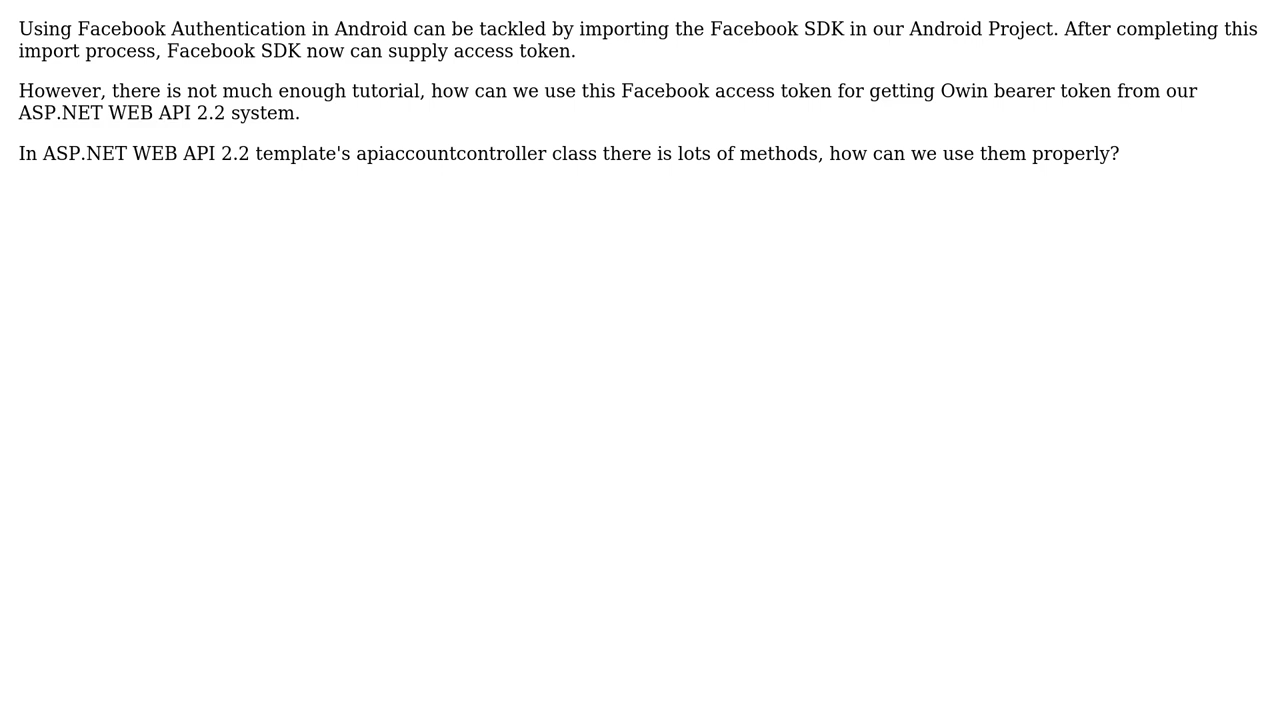 Using Facebook Authentication in Android can be tackled by importing the Facebook SDK in our Android Project. After completing this
import process, Facebook SDK now can supply access token.
However, there is not much enough tutorial, how can we use this Facebook access token for getting Owin bearer token from our
ASP.NET WEB API 2.2 system.
In ASP.NET WEB API 2.2 template's apiaccountcontroller class there is lots of methods, how can we use them properly?